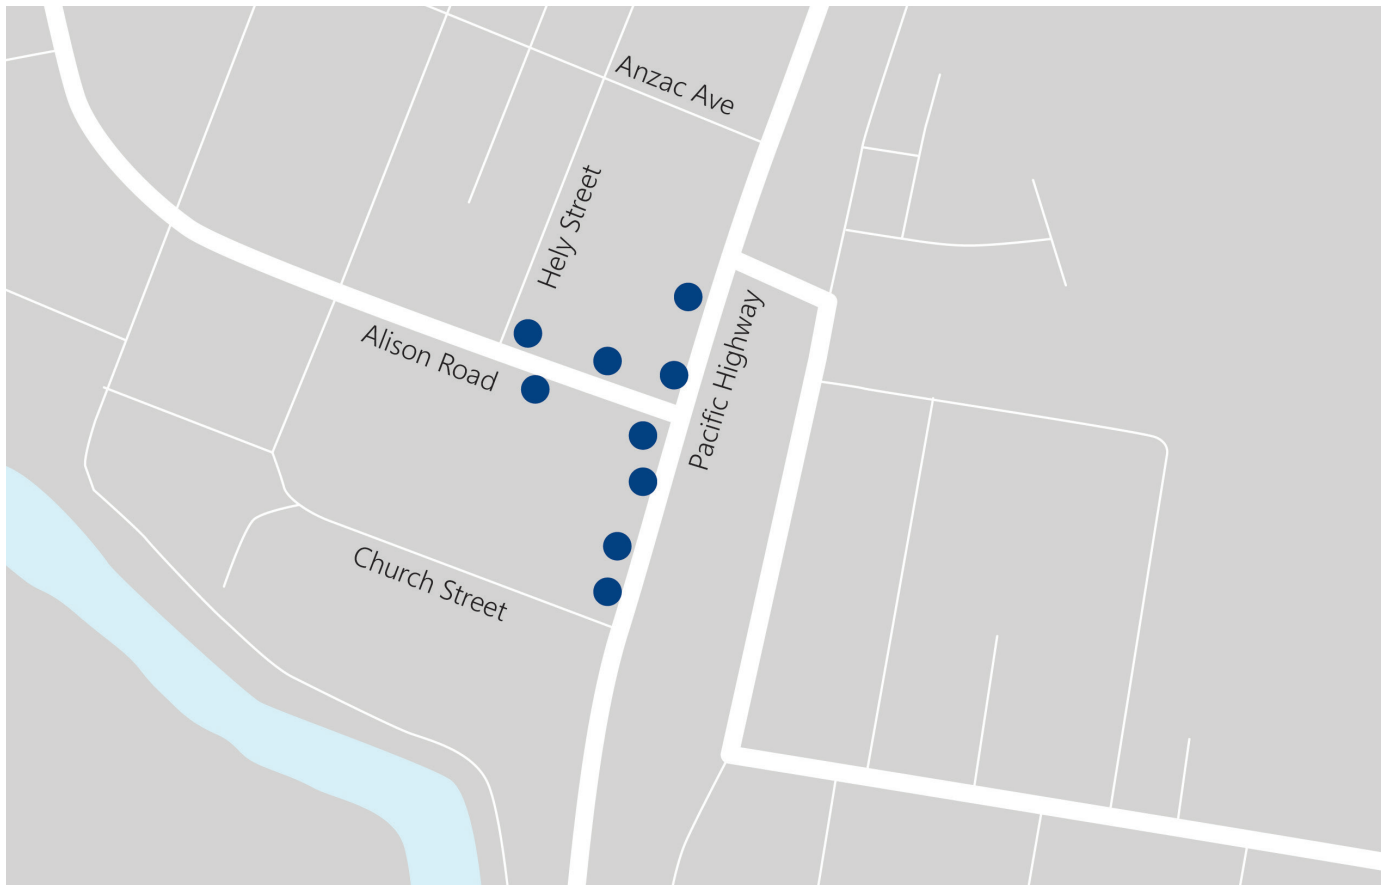 Anzac Ave
Hely Street
Alison Road
Pacific Highway
Church Street